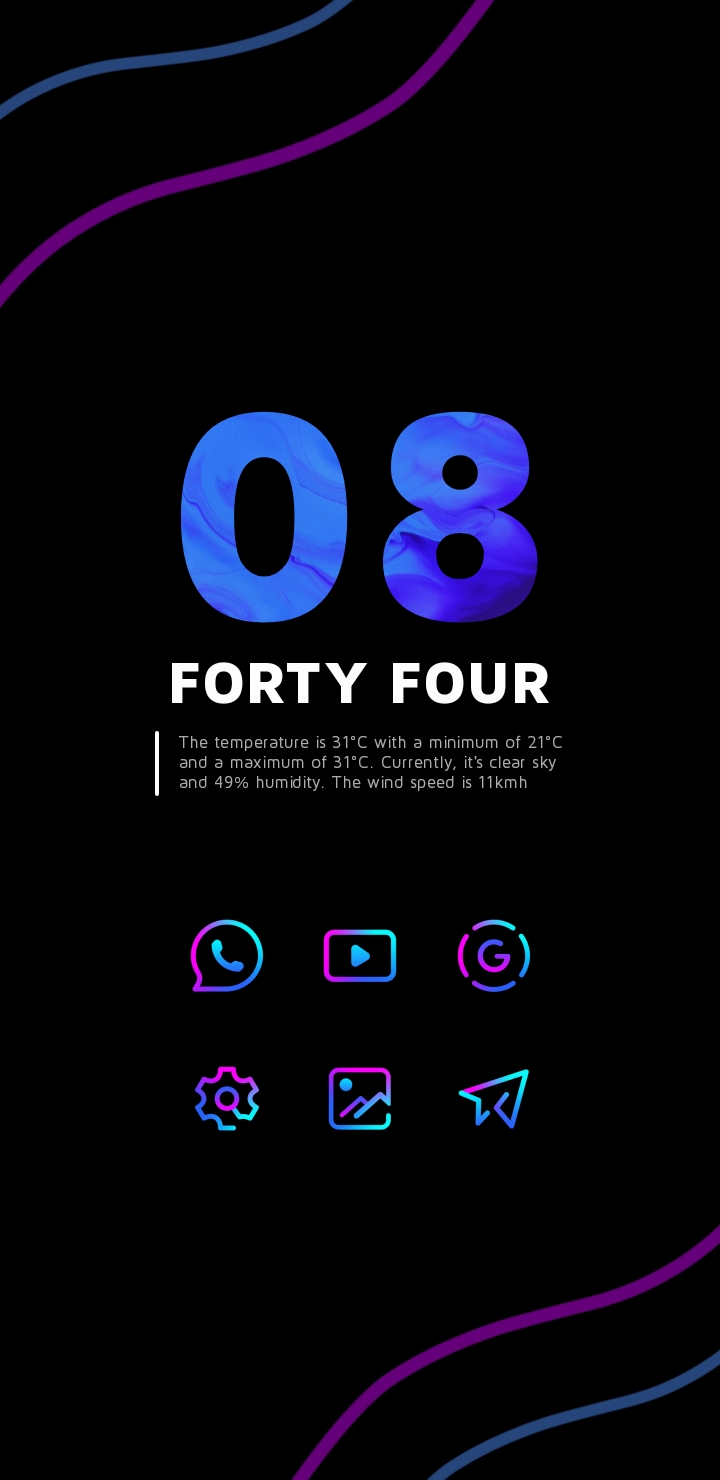 08
FORTY FOUR
The temperature is 31°C with a minimum of 21°C
and a maximum of 31°C. Currently, it's clear sky
and 49% humidity. The wind speed is 11kmh
G